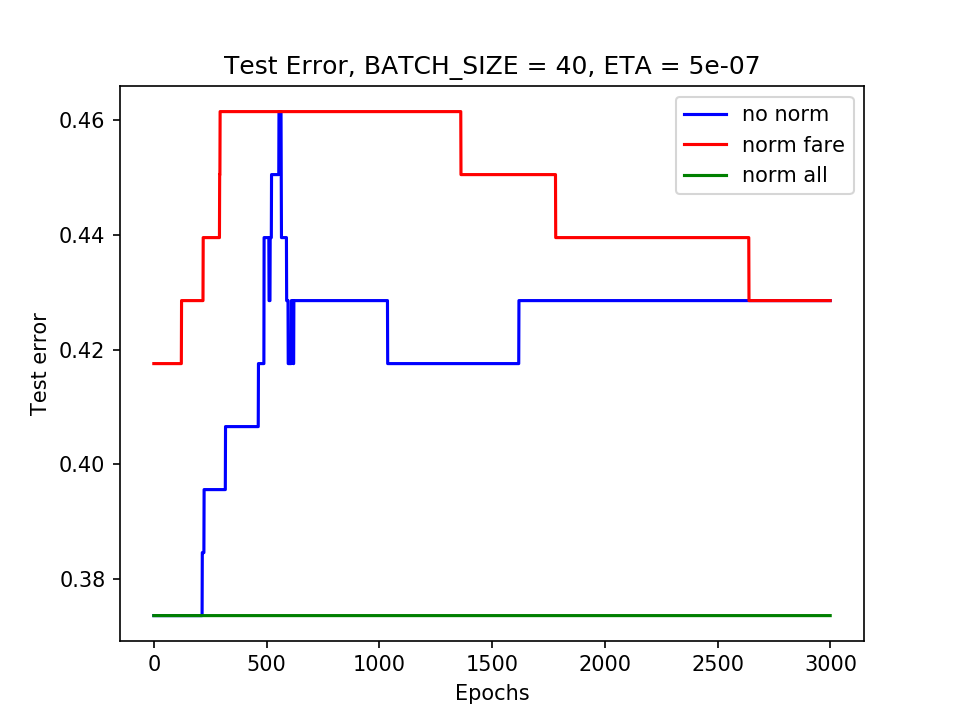 Test Error, BATCH_SIZE = 40, ETA = 5e-07
no norm
norm fare
norm all
Test error
0.46
0.44
0.42
0.40
0.38
0
500
1000
1500
2000
2500
3000
Epochs